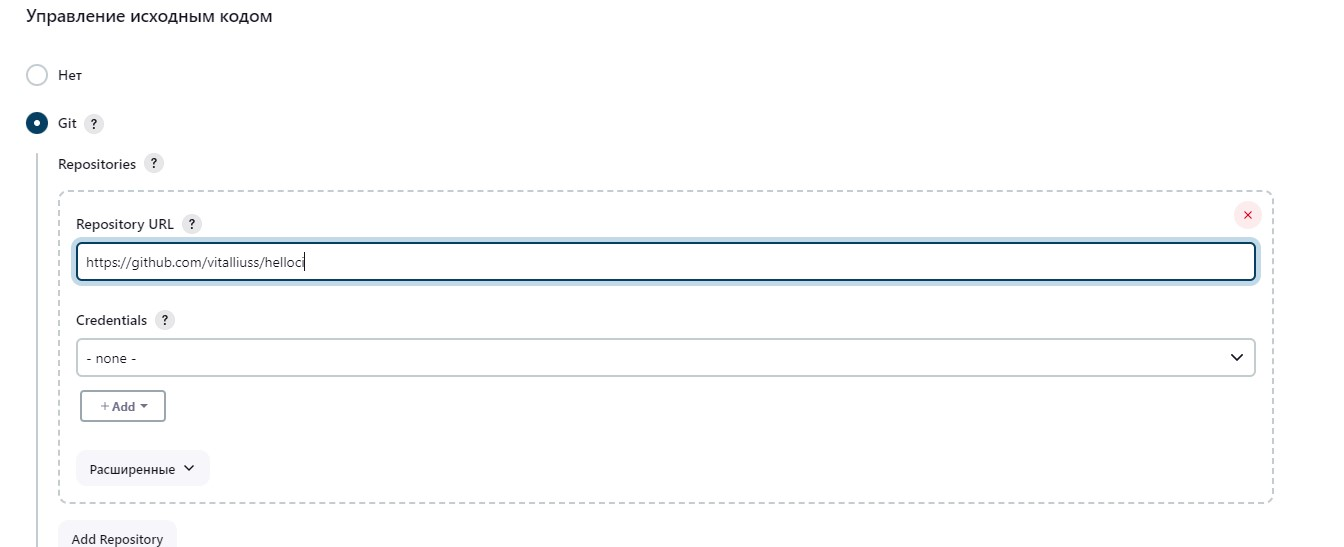 Управление исходным кодом
Нет
Git ?
Repositories ?
Repository URL ?
https://github.com/vitalliuss/helloci
Credentials ?
- none -
+ Add
Расширенные
Add Repository